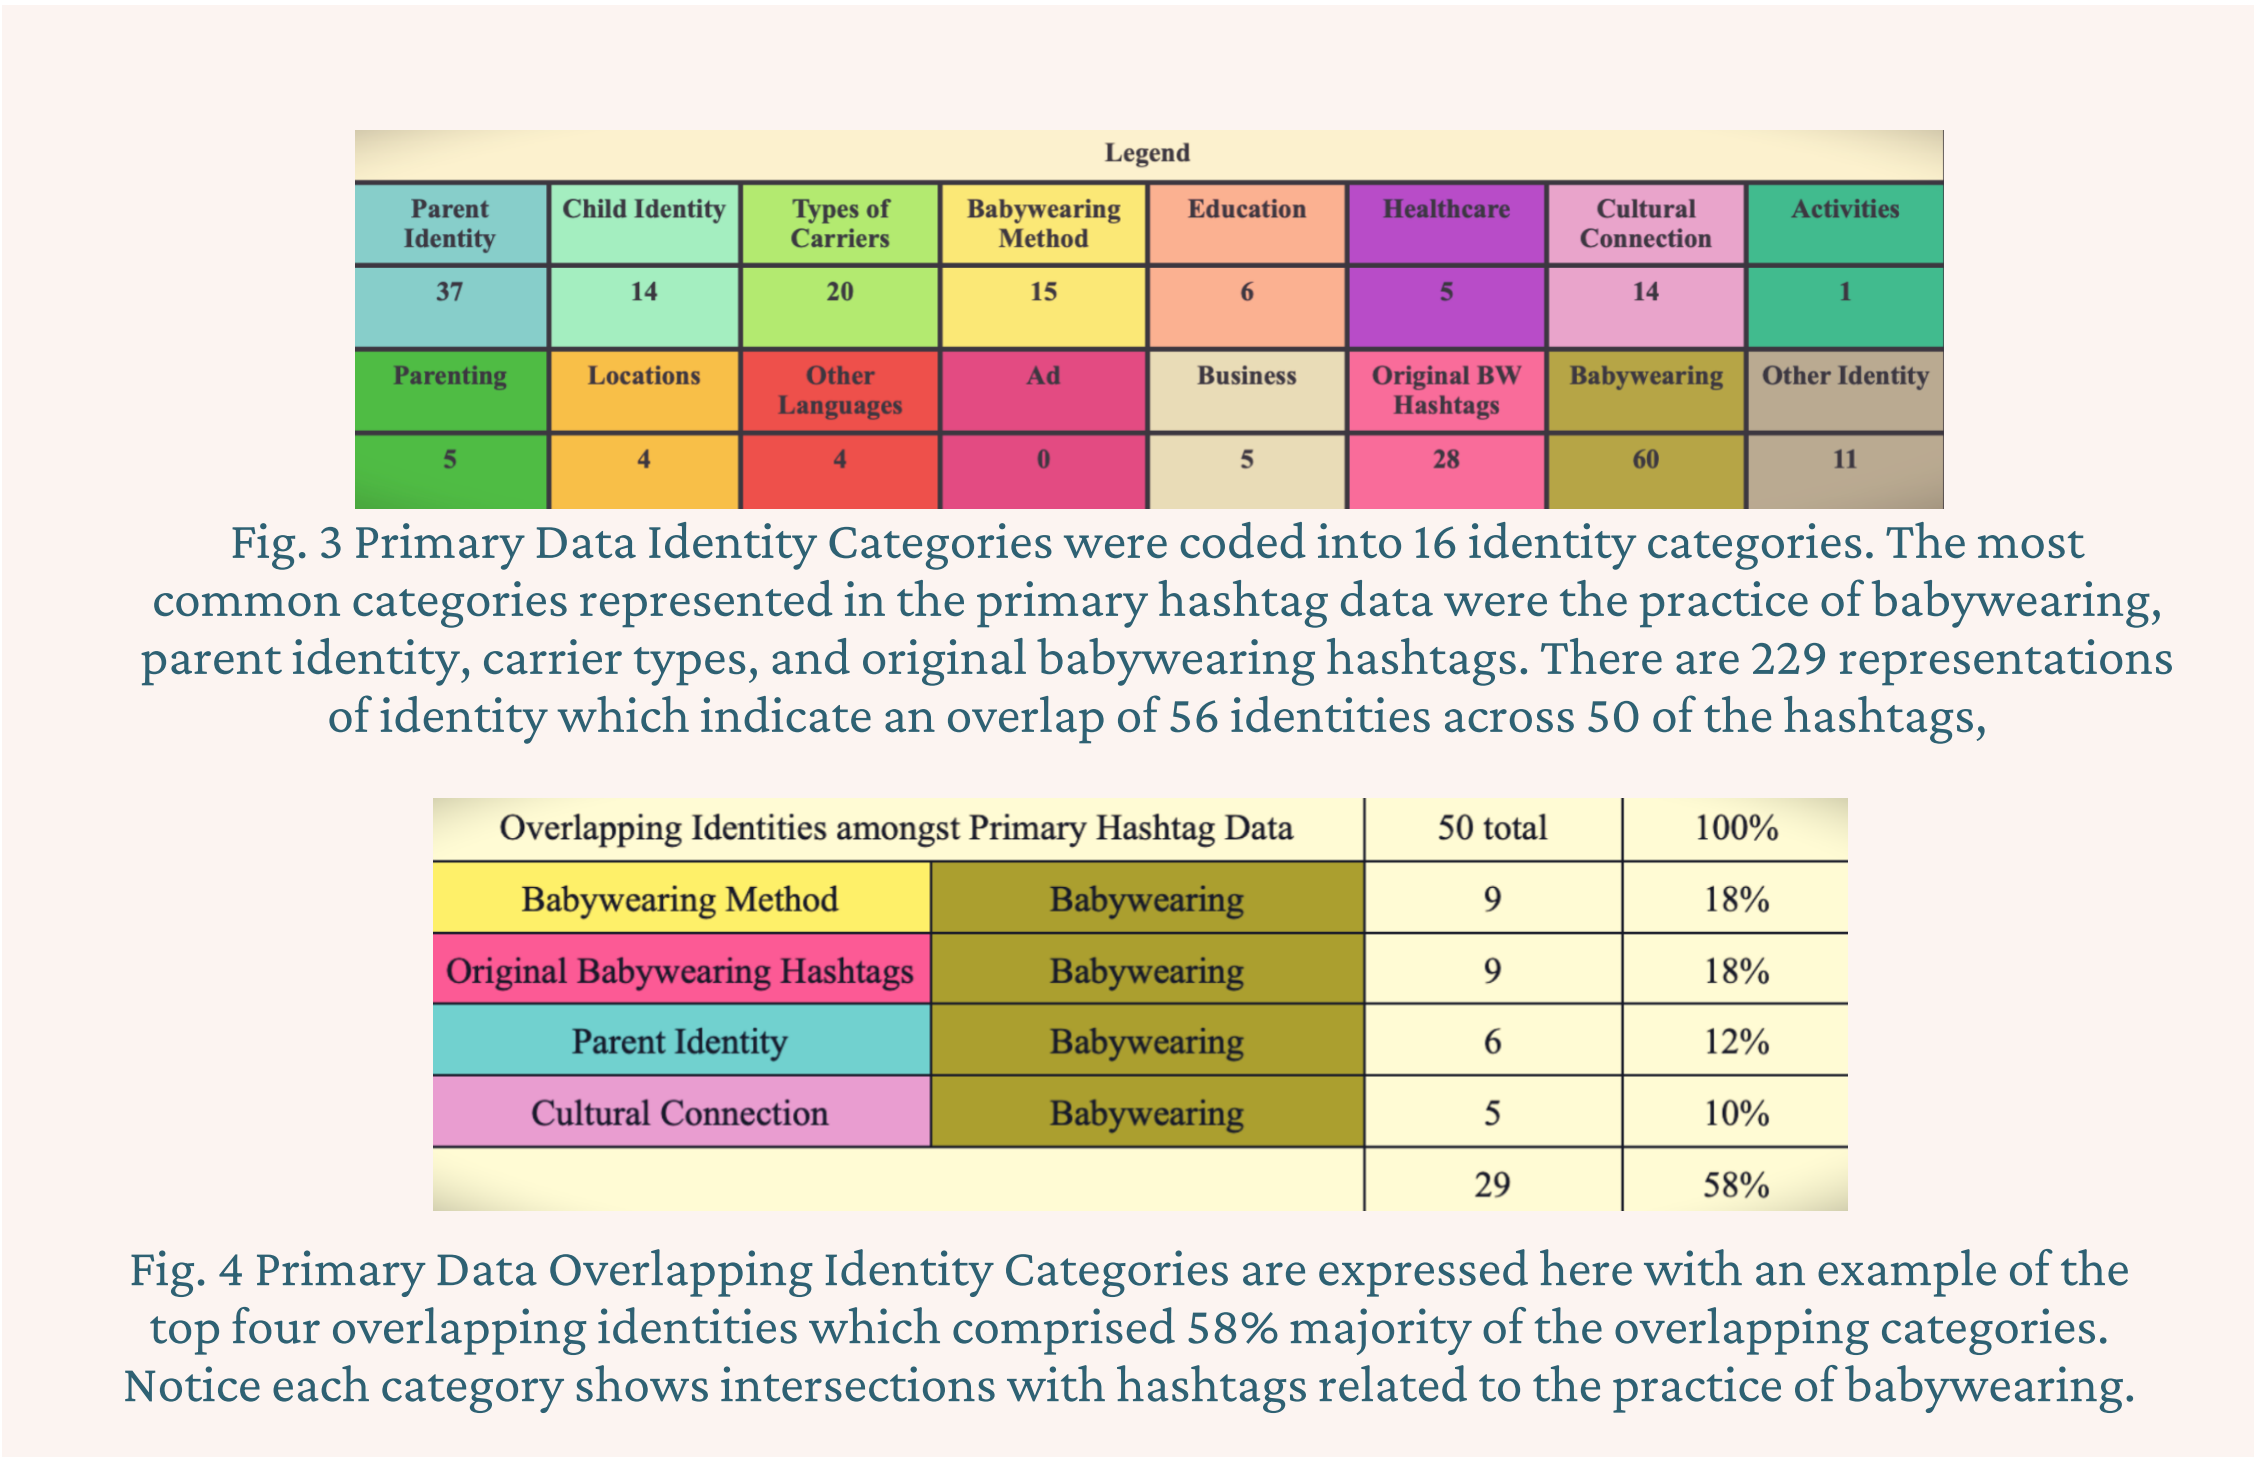 Legend
Parent Identity Child Identity Types of Carriers Babywearing Method Education Healthcare Cultural Connection Activities
37 14 20 15 6 5 14 1
Parenting Locations Other Languages Ad Business Original BW Hashtags Babywearing Other Identity
5 4 4 0 5 28 60 11
Fig. 3 Primary Data Identity Categories were coded into 16 identity categories. The most
common categories represented in the primary hashtag data were the practice of babywearing,
parent identity, carrier types, and original babywearing hashtags. There are 229 representations
of identity which indicate an overlap of 56 identities across 50 of the hashtags,
Overlapping Identities amongst Primary Hashtag Data 50 total 100%
Babywearing Method Babywearing 9 18%
Original Babywearing Hashtags Babywearing 9 18%
Parent Identity Babywearing 6 12%
Cultural Connection Babywearing 5 10%
29 58%
Fig. 4 Primary Data Overlapping Identity Categories are expressed here with an example of the
top four overlapping identities which comprised 58% majority of the overlapping categories.
Notice each category shows intersections with hashtags related to the practice of babywearing.